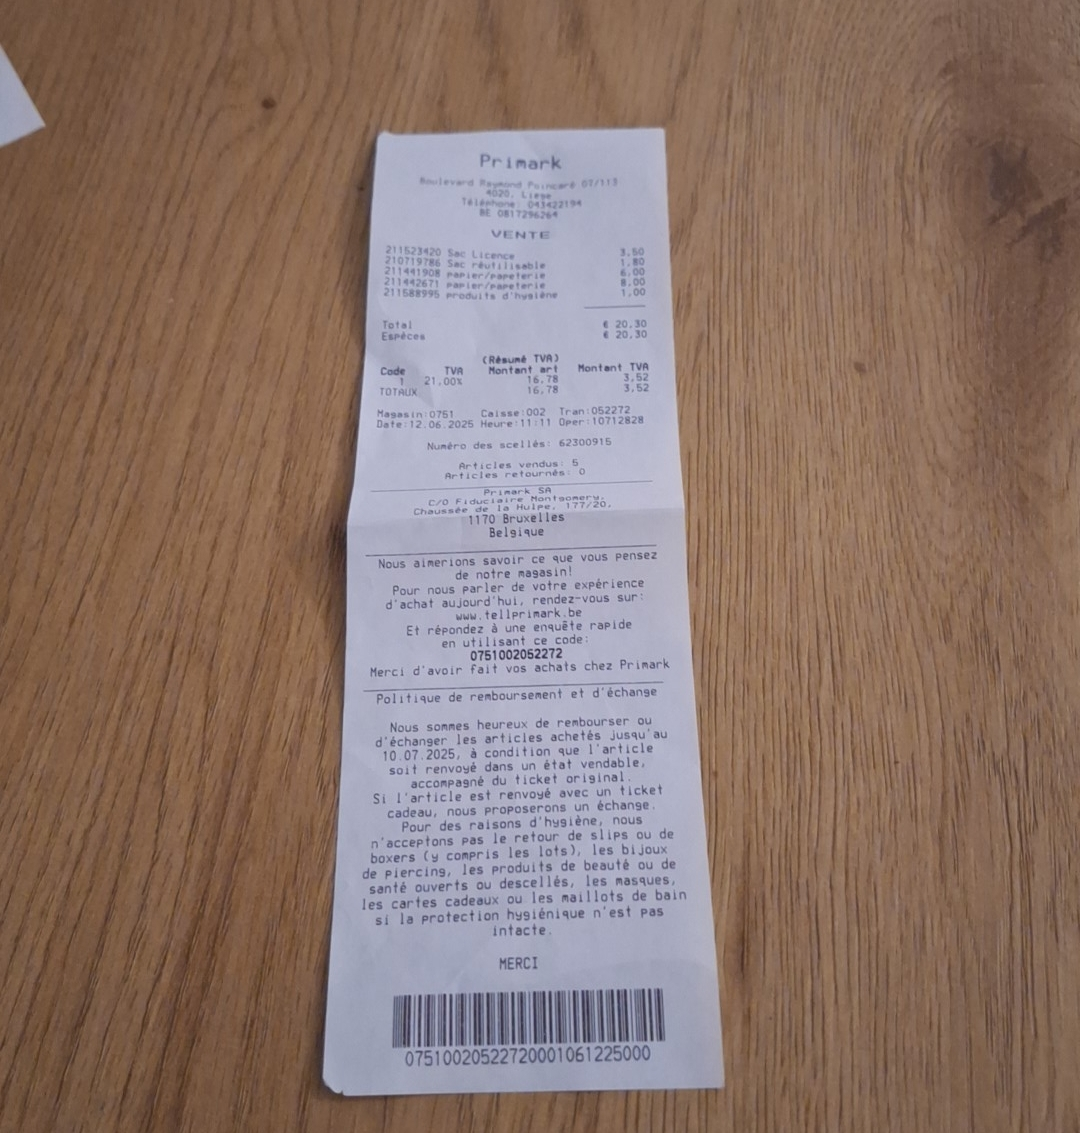 Primark
Boulevard Raymond Poincaré 07/113
4020, Liege
Téléphone: 043422194
BE 0817296264
VENTE
211523420 Sac Licence 3,50
210719786 Sac réutilisable 1,80
211441908 papier/papeterie 6,00
211442671 papier/papeterie 8,00
211588995 produits d'hygiène 1,00
Total € 20,30
Espèces € 20,30
(Résumé TVA)
Code TVA Montant art Montant TVA
1 21,00% 16,78 3,52
TOTAUX 16,78 3,52
Magasin:0751 Caisse:002 Tran:052272
Date:12.06.2025 Heure:11:11 Oper:10712828
Numèro des scellés: 62300915
Articles vendus: 5
Articles retournés: 0
Primark SA
C/O Fiduciaire Montgomery,
Chaussée de la Hulpe, 177/20,
1170 Bruxelles
Belgique
Nous aimerions savoir ce que vous pensez
de notre magasin!
Pour nous parler de votre expérience
d'achat aujourd'hui, rendez-vous sur:
www.tellprimark.be
Et répondez à une enquête rapide
en utilisant ce code:
0751002052272
Merci d'avoir fait vos achats chez Primark
Politique de remboursement et d'échange
Nous sommes heureux de rembourser ou
d'échanger les articles achetés jusqu'au
10.07.2025, à condition que l'article
soit renvoyé dans un état vendable,
accompagné du ticket original.
Si l'article est renvoyé avec un ticket
cadeau, nous proposerons un échange.
Pour des raisons d'hygiène, nous
n'acceptons pas le retour de slips ou de
boxers (y compris les lots), les bijoux
de piercing, les produits de beauté ou de
santé ouverts ou descellés, les masques,
les cartes cadeaux ou les maillots de bain
si la protection hygiénique n'est pas
intacte.
MERCI
07510020522720001061225000